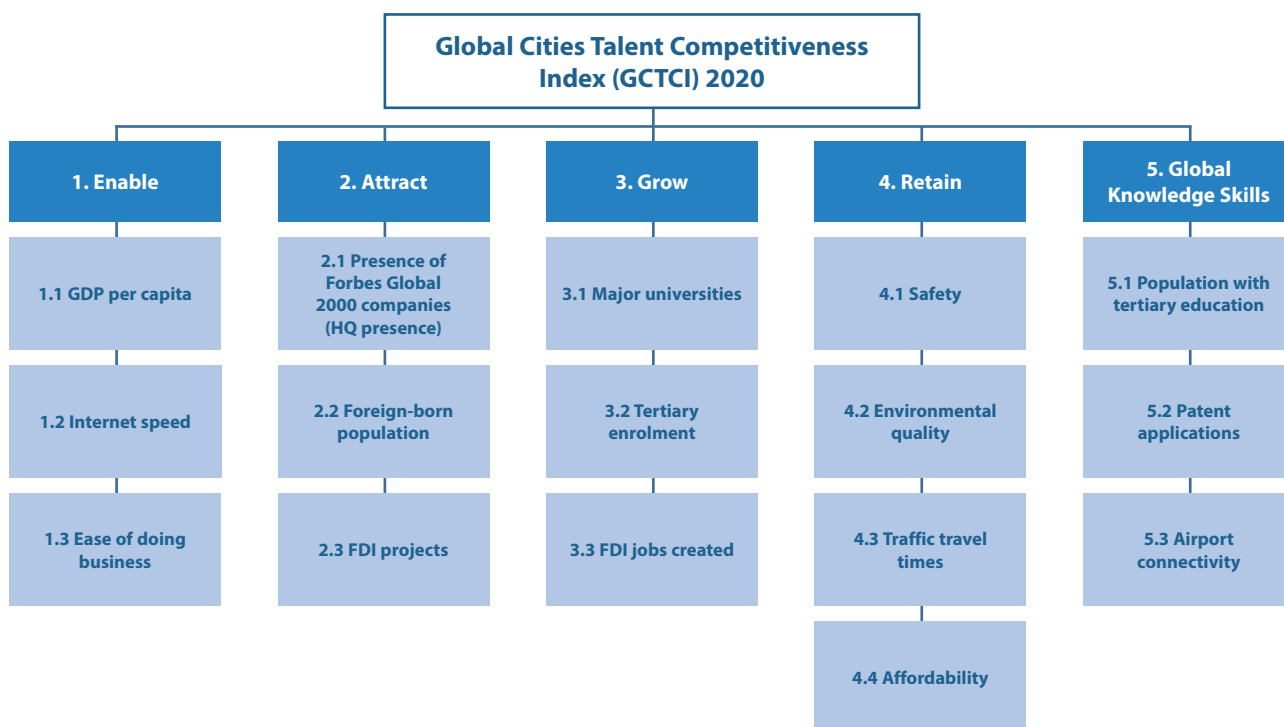 Global Cities Talent Competitiveness
Index (GCTCI) 2020
1. Enable
1.1 GDP per capita
1.2 Internet speed
1.3 Ease of doing
business
2. Attract
2.1 Presence of
Forbes Global
2000 companies
(HQ presence)
2.2 Foreign-born
population
2.3 FDI projects
3. Grow
3.1 Major universities
3.2 Tertiary
enrolment
3.3 FDI jobs created
4. Retain
4.1 Safety
4.2 Environmental
quality
4.3 Traffic travel
times
4.4 Affordability
5. Global
Knowledge Skills
5.1 Population with
tertiary education
5.2 Patent
applications
5.3 Airport
connectivity